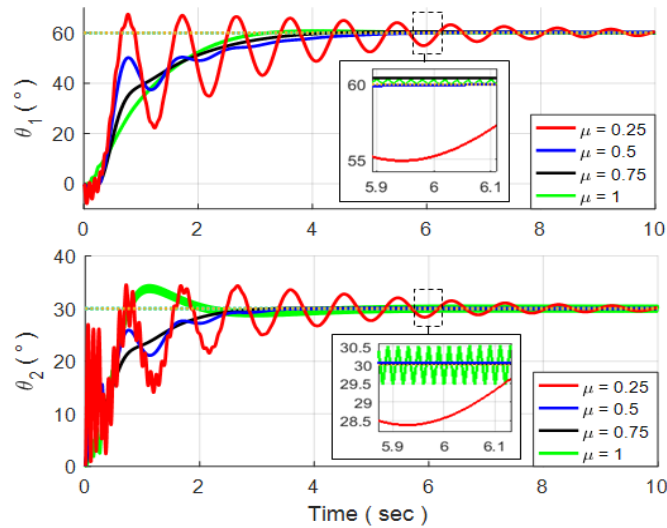 60
40
20
0
θ1 ( ° )
60
55
5.9 6 6.1
μ = 0.25
μ = 0.5
μ = 0.75
μ = 1
0 2 4 6 8 10
40
30
20
10
0
θ2 ( ° )
30.5
30
29.5
29
28.5
5.9 6 6.1
μ = 0.25
μ = 0.5
μ = 0.75
μ = 1
0 2 4 6 8 10
Time ( sec )